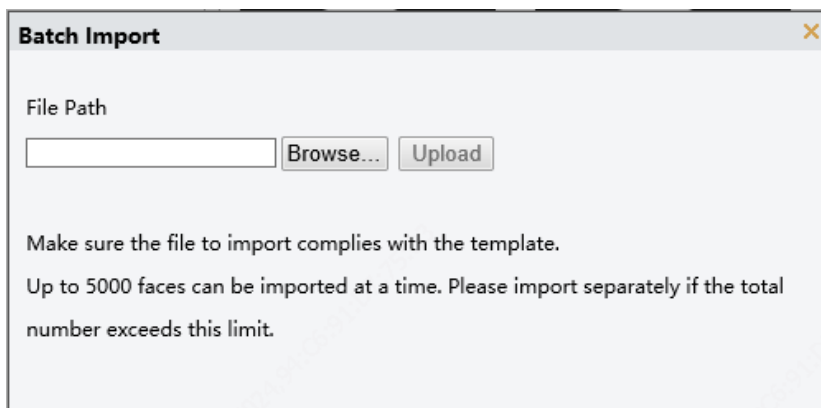 Batch Import
File Path
Browse... Upload
Make sure the file to import complies with the template.
Up to 5000 faces can be imported at a time. Please import separately if the total
number exceeds this limit.